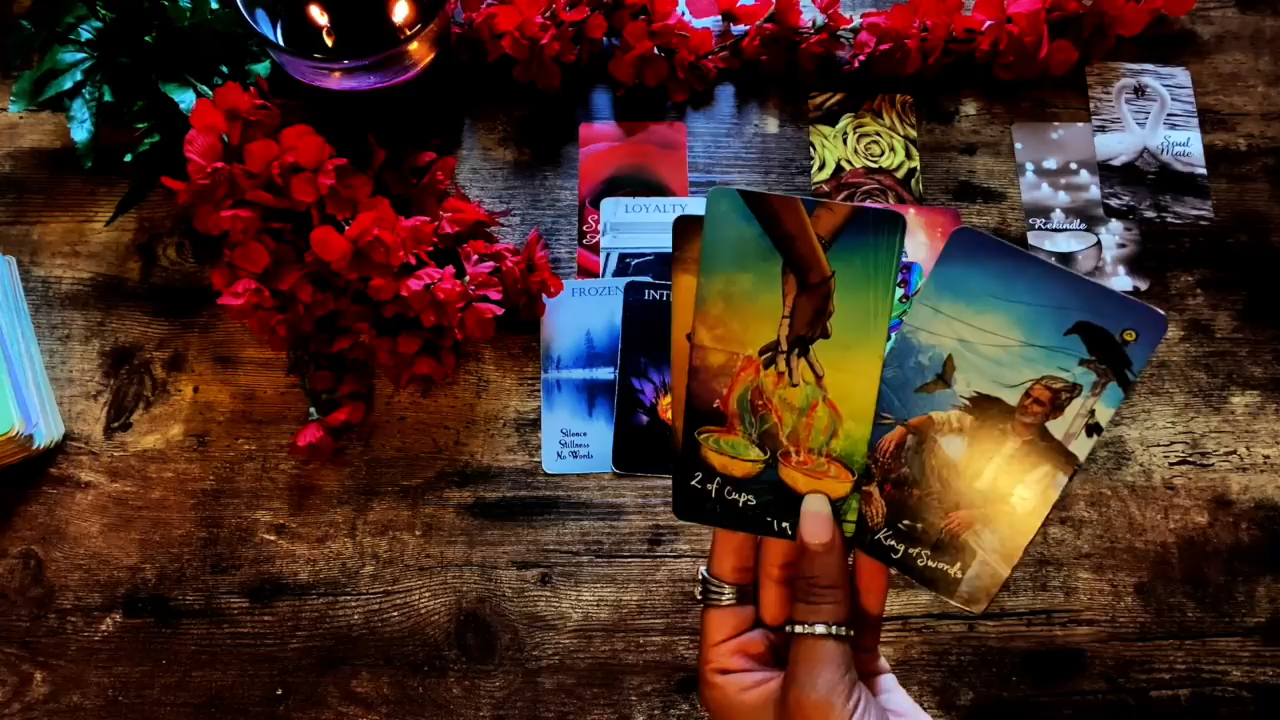 Soul
Mate
Rekindle
LOYALTY
FROZEN
Silence
Stillness
No Words
2 of Cups
King of Swords